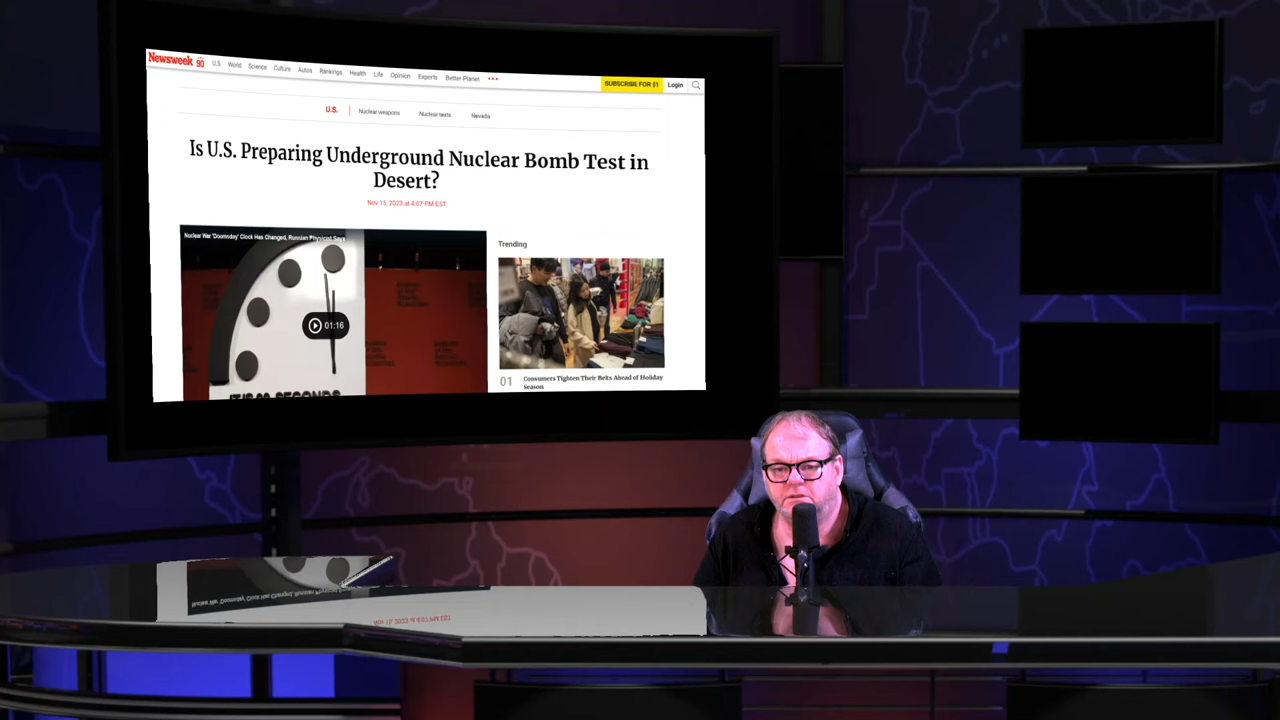 Newsweek 90 U.S World Science Culture Autos Rankings Health Life Opinion Experts Better Planet ••• SUBSCRIBE FOR $1 Login
U.S. Nuclear weapons Nuclear tests Nevada
Is U.S. Preparing Underground Nuclear Bomb Test in
Desert?
Nov 15, 2023 at 4:07 PM EST
Nuclear War 'Doomsday' Clock Has Changed, Russian Physicist Says
01:16
Trending
01 Consumers Tighten Their Belts Ahead of Holiday
Season